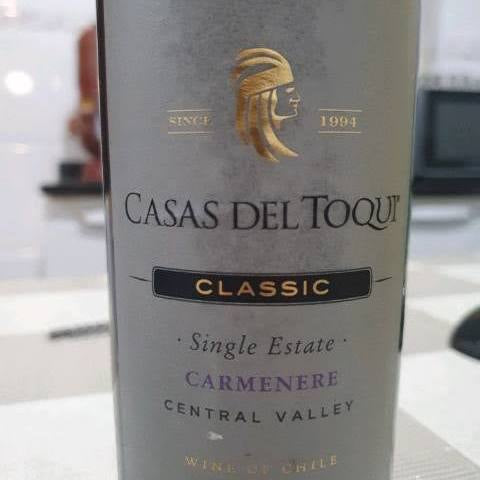 SINCE 1994
CASAS DEL TOQUI
CLASSIC
· Single Estate ·
CARMENERE
CENTRAL VALLEY
WINE OF CHILE